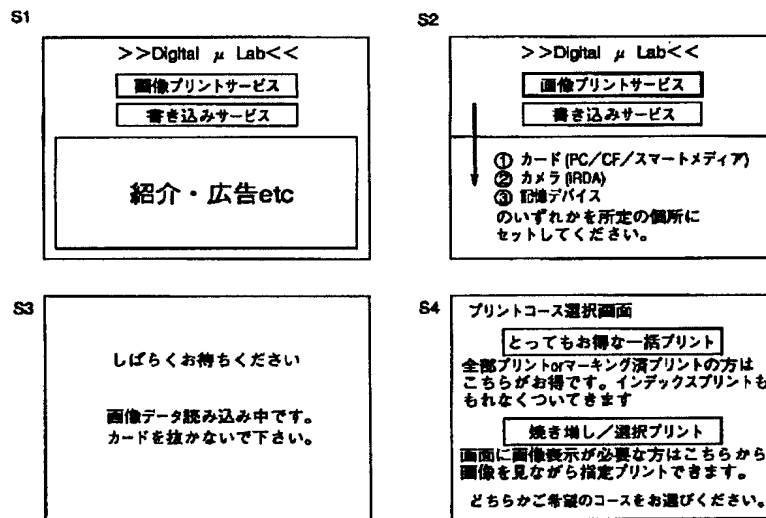 S1
>>Digital μ Lab<<
画像プリントサービス
書き込みサービス
紹介・広告etc
S2
>>Digital μ Lab<<
画像プリントサービス
書き込みサービス
① カード(PC/CF/スマートメディア)
② カメラ(iRDA)
③ 記憶デバイス
のいずれかを所定の個所に
セットしてください。
S3
しばらくお待ちください
画像データ読み込み中です。
カードを抜かないで下さい。
S4
プリントコース選択画面
とってもお得な一括プリント
全部プリントorマーキング済プリントの方は
こちらがお得です。インデックスプリントも
もれなくついてきます
焼き増し/選択プリント
画面に画像表示が必要な方はこちらから
画像を見ながら指定プリントできます。
どちらかご希望のコースをお選びください。